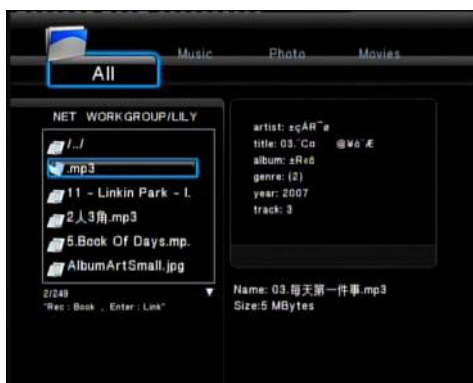 Music Photo Movies
All
NET WORKGROUP/LILY
/../
.mp3
11 - Linkin Park - I.
2人3角.mp3
5.Book Of Days.mp.
AlbumArtSmall.jpg
2/249
"Rec : Book , Enter : Link"
artist:
title: 03.
album:
genre: (2)
year: 2007
track: 3
Name: 03.每天第一件事.mp3
Size:5 MBytes